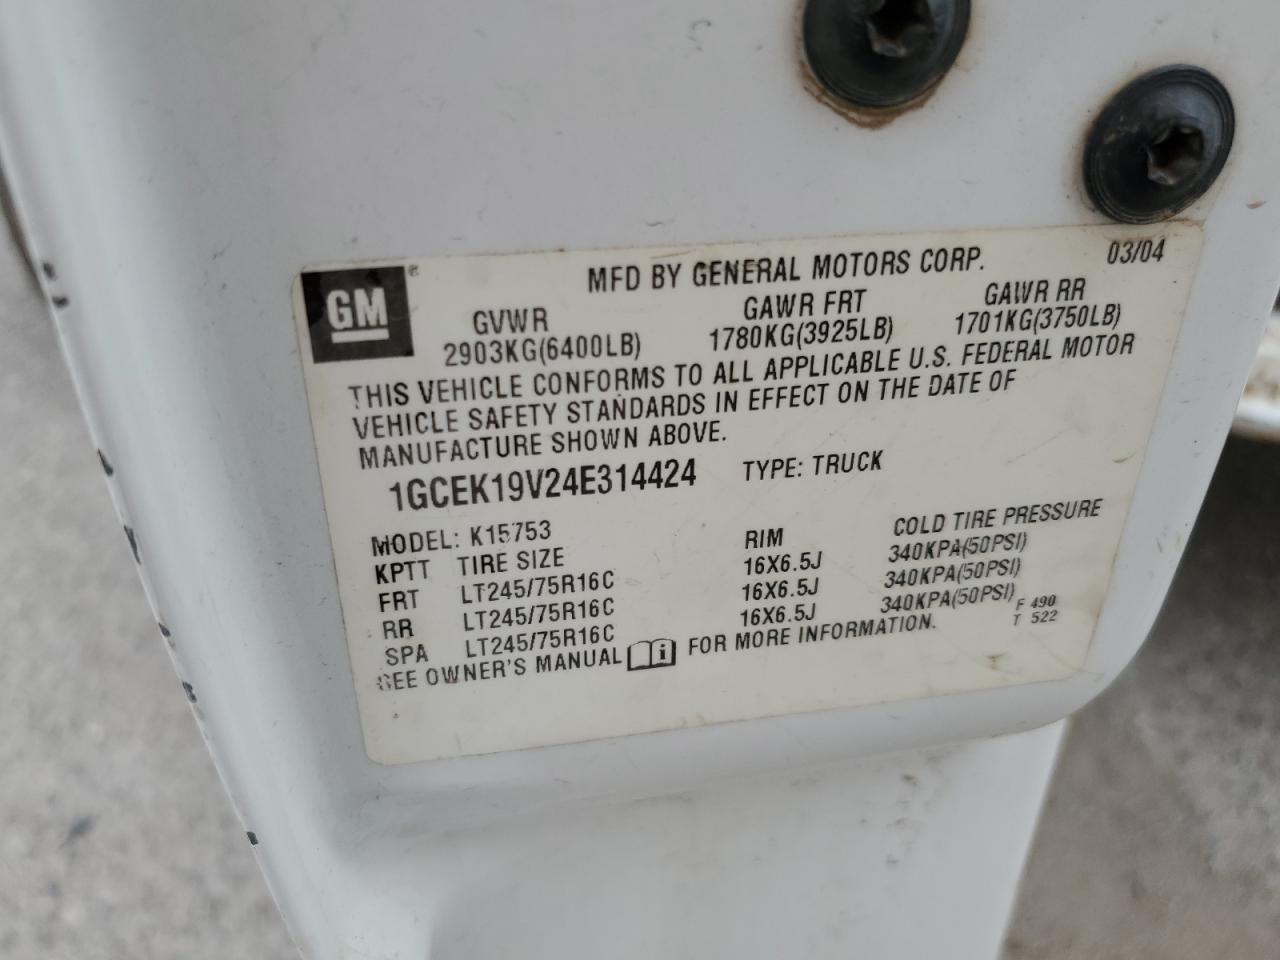 GM®
MFD BY GENERAL MOTORS CORP. 03/04
GVWR GAWR FRT GAWR RR
2903KG(6400LB) 1780KG(3925LB) 1701KG(3750LB)
THIS VEHICLE CONFORMS TO ALL APPLICABLE U.S. FEDERAL MOTOR
VEHICLE SAFETY STANDARDS IN EFFECT ON THE DATE OF
MANUFACTURE SHOWN ABOVE.
1GCEK19V24E314424 TYPE: TRUCK
MODEL: K15753
KPTT TIRE SIZE RIM COLD TIRE PRESSURE
FRT LT245/75R16C 16X6.5J 340KPA(50PSI)
RR LT245/75R16C 16X6.5J 340KPA(50PSI)
SPA LT245/75R16C 16X6.5J 340KPA(50PSI)
SEE OWNER'S MANUAL i FOR MORE INFORMATION.
F 490
T 522